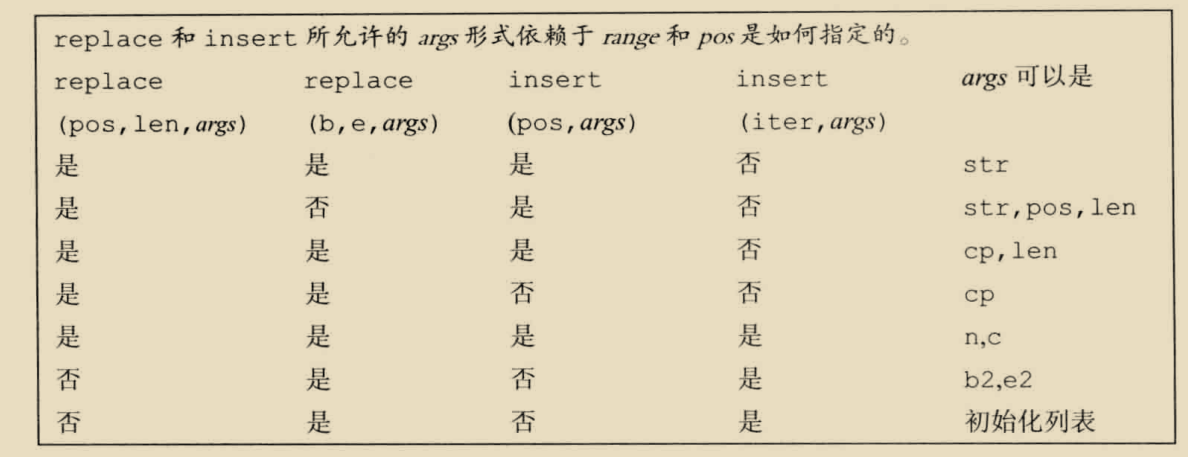 replace 和 insert 所允许的 args 形式依赖于 range 和 pos 是如何指定的。
replace replace insert insert args 可以是
(pos,len,args) (b,e,args) (pos,args) (iter,args)
是 是 是 否 str
是 否 是 否 str,pos,len
是 是 是 否 cp,len
是 是 否 否 cp
是 是 是 是 n,c
否 是 否 是 b2,e2
否 是 否 是 初始化列表